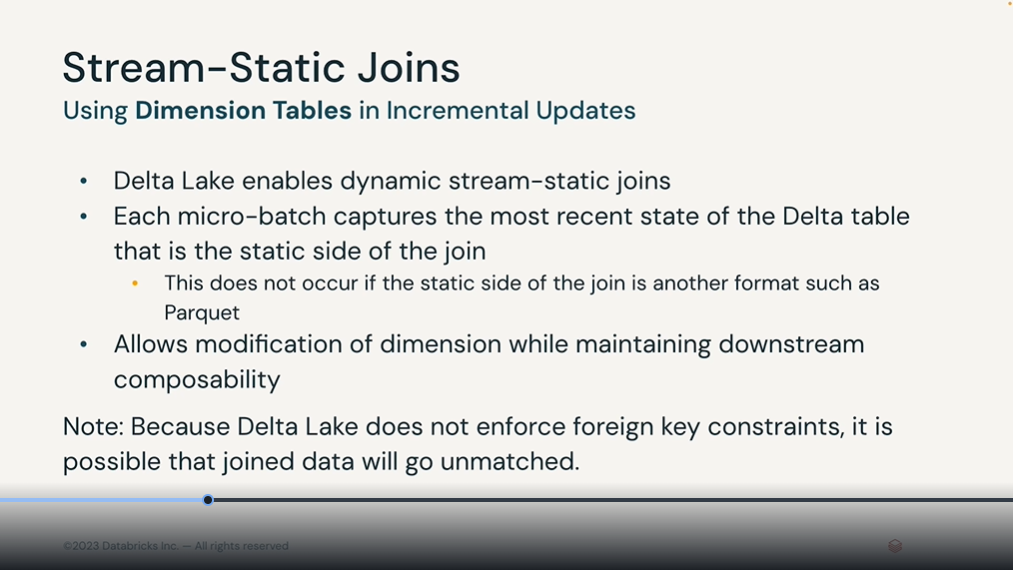 Stream-Static Joins
Using Dimension Tables in Incremental Updates
• Delta Lake enables dynamic stream-static joins
• Each micro-batch captures the most recent state of the Delta table
that is the static side of the join
• This does not occur if the static side of the join is another format such as
Parquet
• Allows modification of dimension while maintaining downstream
composability
Note: Because Delta Lake does not enforce foreign key constraints, it is
possible that joined data will go unmatched.
©2023 Databricks Inc. — All rights reserved